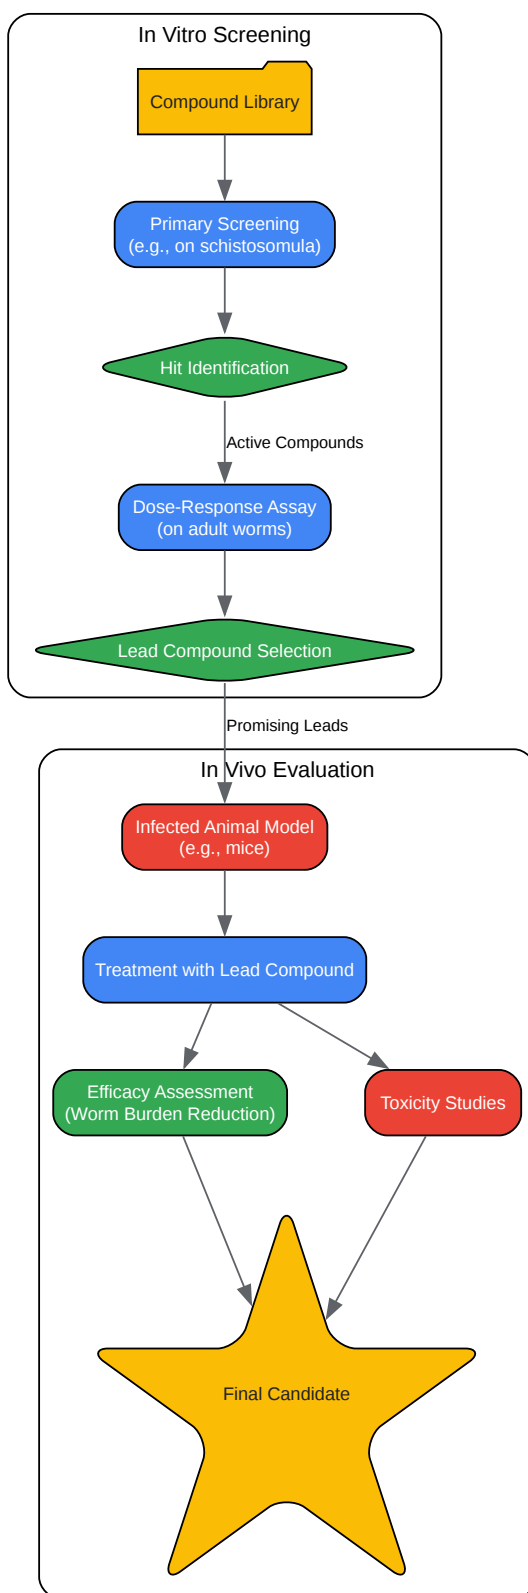 In Vitro Screening
Compound Library
Primary Screening
(e.g., on schistosomula)
Hit Identification
Active Compounds
Dose-Response Assay
(on adult worms)
Lead Compound Selection
Promising Leads
In Vivo Evaluation
Infected Animal Model
(e.g., mice)
Treatment with Lead Compound
Efficacy Assessment
(Worm Burden Reduction)
Toxicity Studies
Final Candidate